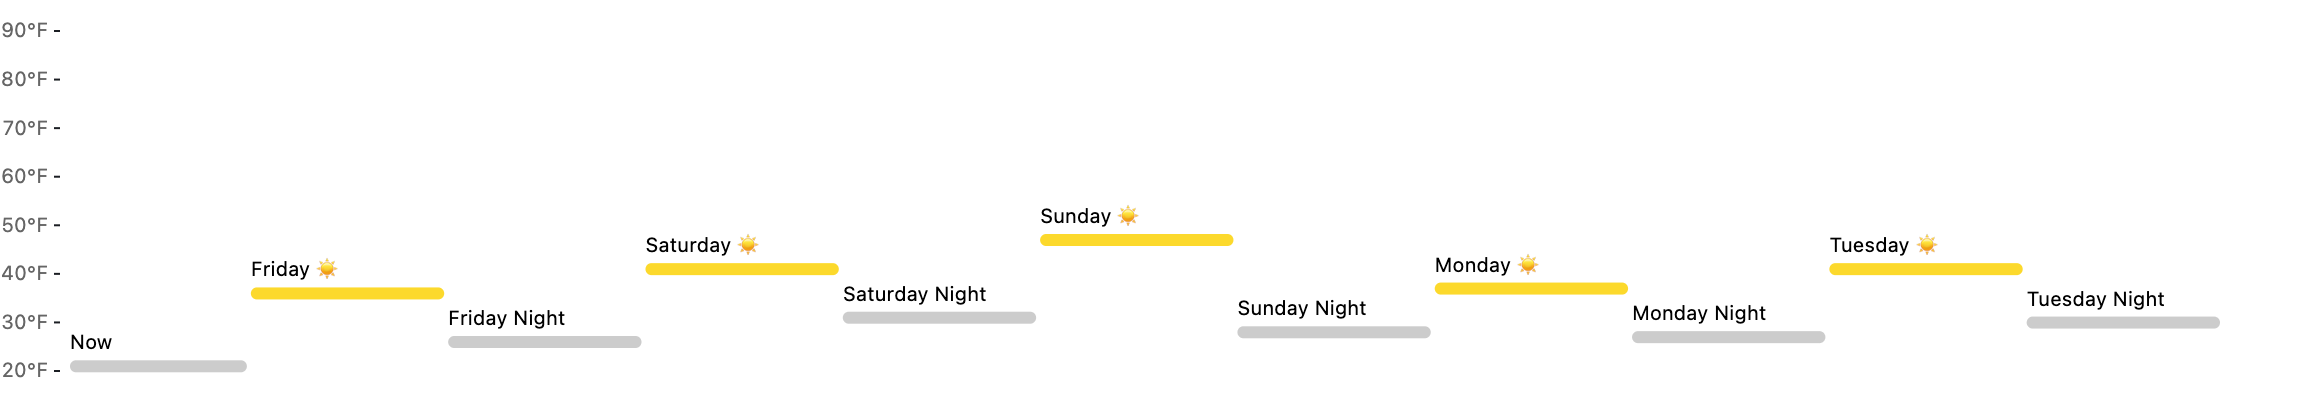 90°F
80°F
70°F
60°F
50°F
40°F
30°F
20°F
Now
Friday ☀️
Friday Night
Saturday ☀️
Saturday Night
Sunday ☀️
Sunday Night
Monday ☀️
Monday Night
Tuesday ☀️
Tuesday Night